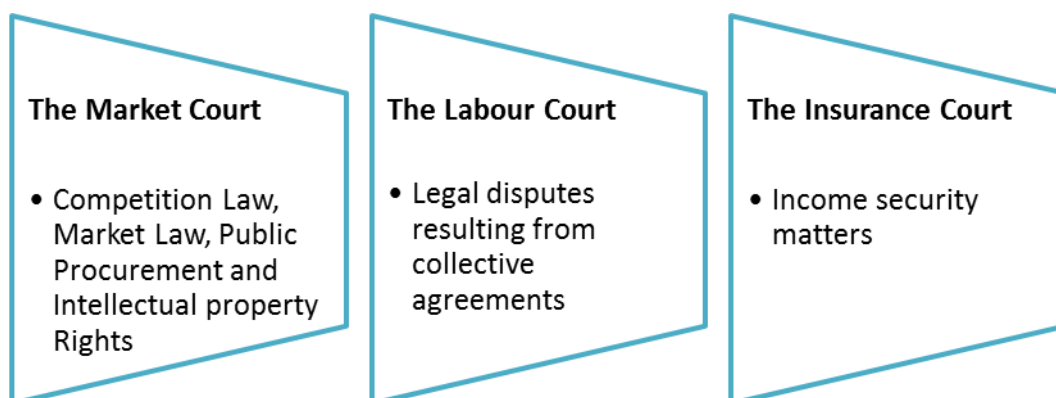 The Market Court
• Competition Law,
Market Law, Public
Procurement and
Intellectual property
Rights
The Labour Court
• Legal disputes
resulting from
collective
agreements
The Insurance Court
• Income security
matters